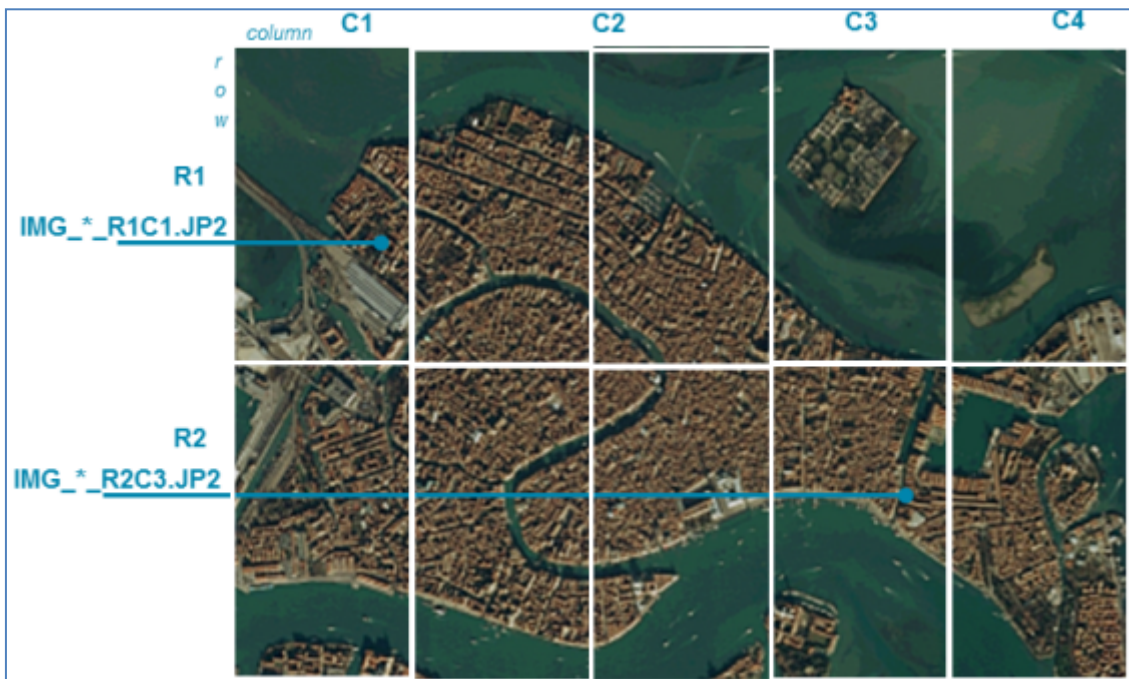 column
C1
C2
C3
C4
r
o
w
R1
IMG_*_R1C1.JP2
R2
IMG_*_R2C3.JP2